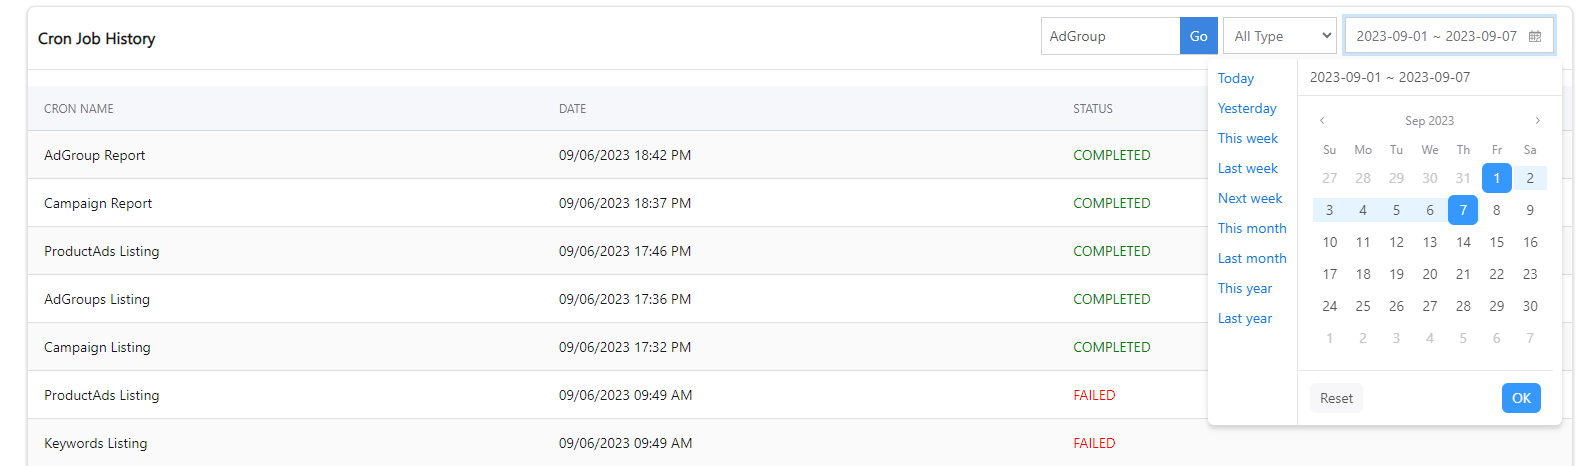 Cron Job History
AdGroup Go All Type 2023-09-01 ~ 2023-09-07
CRON NAME DATE STATUS
AdGroup Report 09/06/2023 18:42 PM COMPLETED
Campaign Report 09/06/2023 18:37 PM COMPLETED
ProductAds Listing 09/06/2023 17:46 PM COMPLETED
AdGroups Listing 09/06/2023 17:36 PM COMPLETED
Campaign Listing 09/06/2023 17:32 PM COMPLETED
ProductAds Listing 09/06/2023 09:49 AM FAILED
Keywords Listing 09/06/2023 09:49 AM FAILED
Today
Yesterday
This week
Last week
Next week
This month
Last month
This year
Last year
2023-09-01 ~ 2023-09-07
‹ Sep 2023 ›
Su Mo Tu We Th Fr Sa
27 28 29 30 31 1 2
3 4 5 6 7 8 9
10 11 12 13 14 15 16
17 18 19 20 21 22 23
24 25 26 27 28 29 30
1 2 3 4 5 6 7
Reset OK